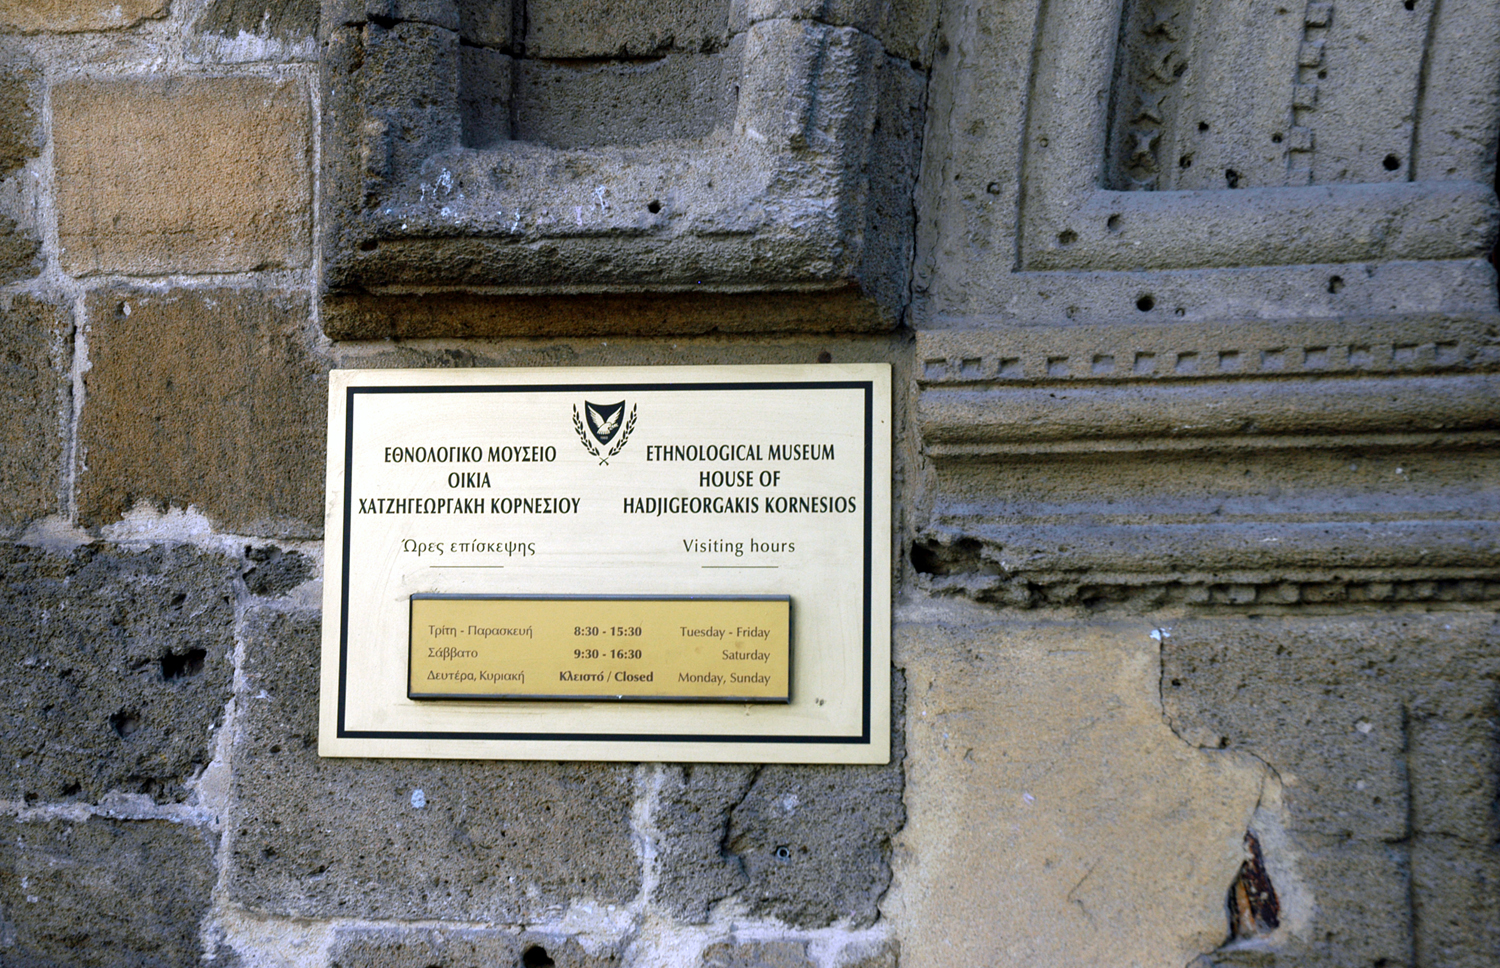 ΕΘΝΟΛΟΓΙΚΟ ΜΟΥΣΕΙΟ
ΟΙΚΙΑ
ΧΑΤΖΗΓΕΩΡΓΑΚΗ ΚΟΡΝΕΣΙΟΥ
Ώρες επίσκεψης
ETHNOLOGICAL MUSEUM
HOUSE OF
HADJIGEORGAKIS KORNESIOS
Visiting hours
Τρίτη - Παρασκευή 8:30 - 15:30 Tuesday - Friday
Σάββατο 9:30 - 16:30 Saturday
Δευτέρα, Κυριακή Κλειστό / Closed Monday, Sunday